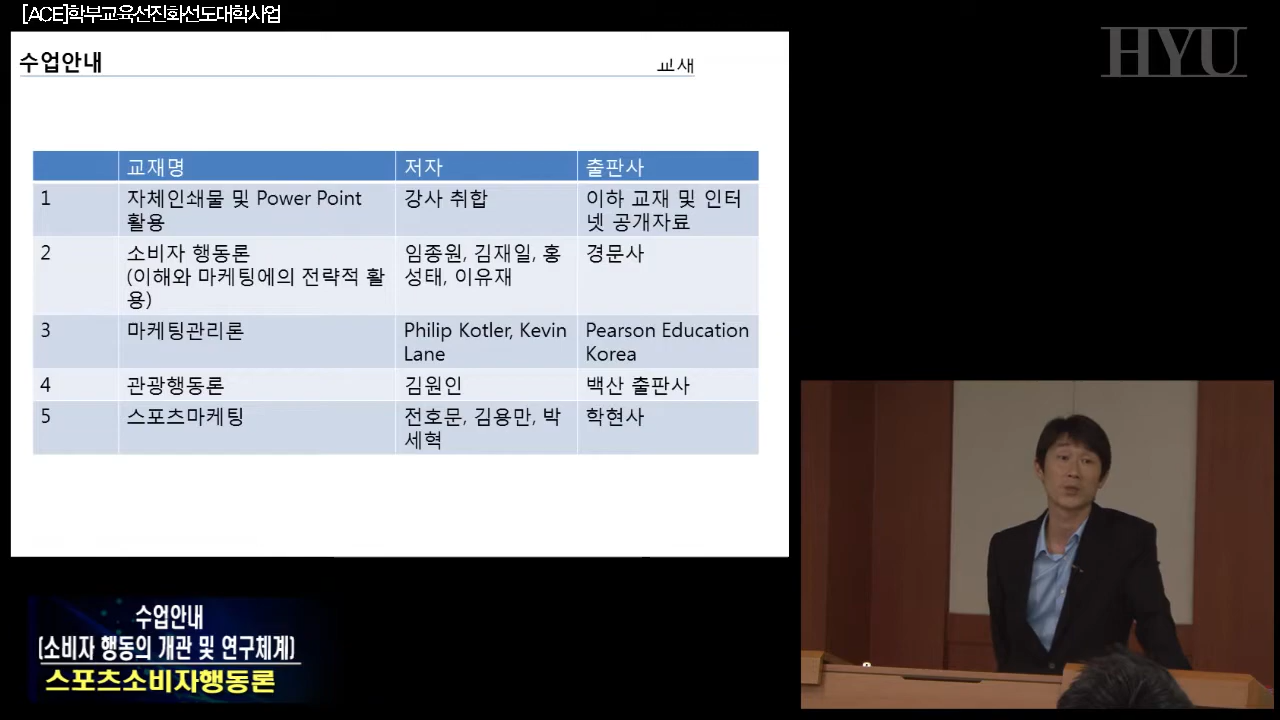 [ACE]학부교육선진화선도대학사업
HYU
수업안내
교새
교재명 저자 출판사
1 자체인쇄물 및 Power Point 강사 취합 이하 교재 및 인터
활용 넷 공개자료
2 소비자 행동론 임종원, 김재일, 홍 경문사
(이해와 마케팅에의 전략적 활 성태, 이유재
용)
3 마케팅관리론 Philip Kotler, Kevin Pearson Education
Lane Korea
4 관광행동론 김원인 백산 출판사
5 스포츠마케팅 전호문, 김용만, 박 학현사
세혁
수업안내
(소비자 행동의 개관 및 연구체계)
스포츠소비자행동론